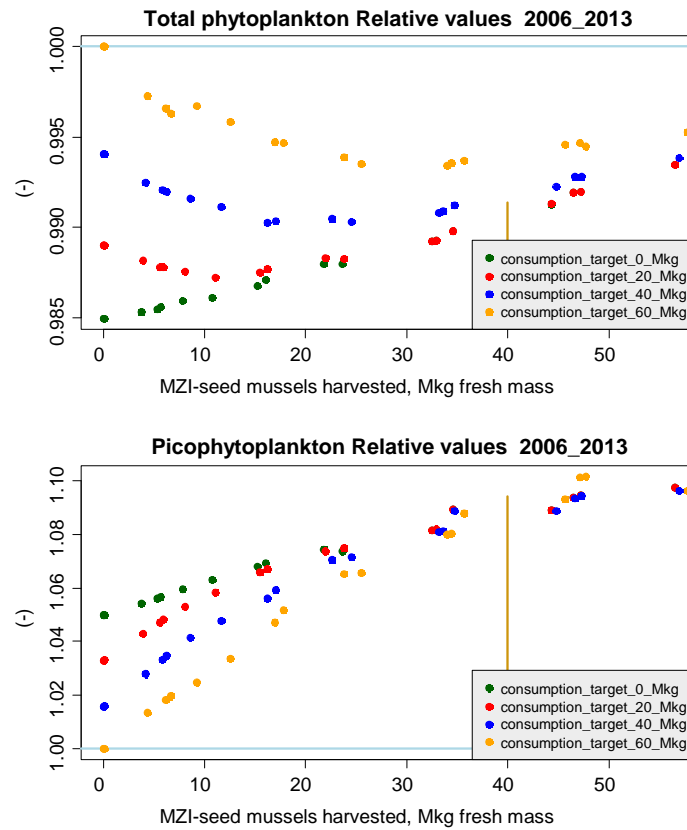 Total phytoplankton Relative values 2006_2013
1.000
0.995
0.990
0.985
(-)
consumption_target_0_Mkg
consumption_target_20_Mkg
consumption_target_40_Mkg
consumption_target_60_Mkg
0 10 20 30 40 50
MZI-seed mussels harvested, Mkg fresh mass
Picophytoplankton Relative values 2006_2013
1.10
1.08
1.06
1.04
1.02
1.00
(-)
consumption_target_0_Mkg
consumption_target_20_Mkg
consumption_target_40_Mkg
consumption_target_60_Mkg
0 10 20 30 40 50
MZI-seed mussels harvested, Mkg fresh mass